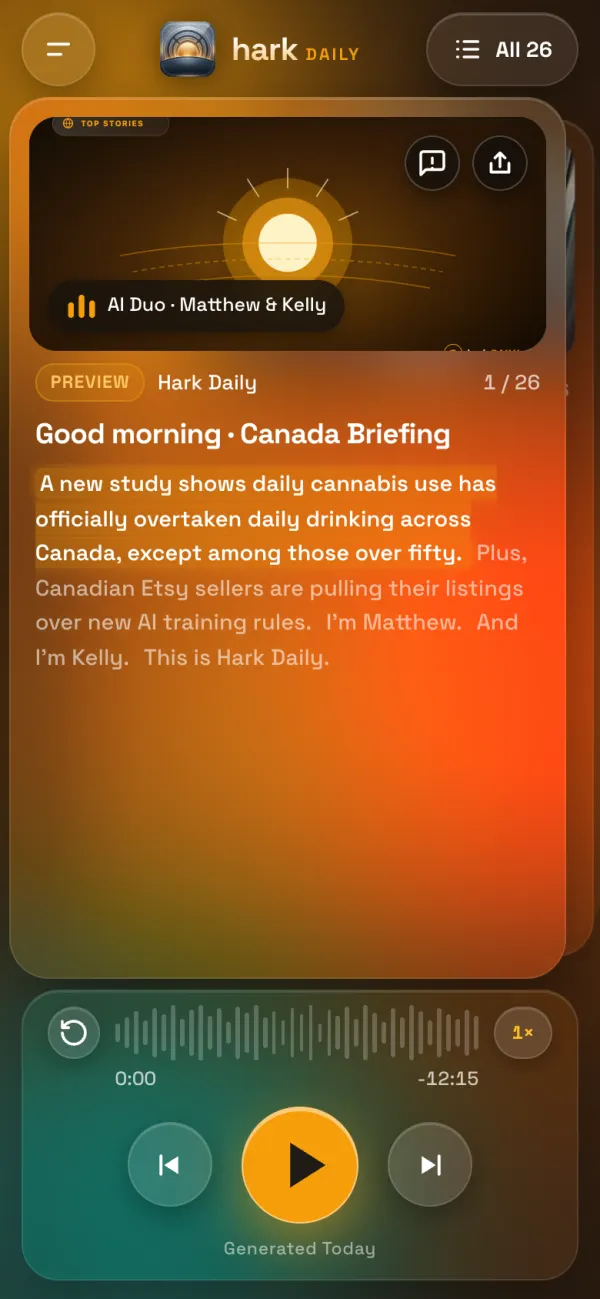 hark DAILY
All 26
TOP STORIES
AI Duo · Matthew & Kelly
PREVIEW Hark Daily 1 / 26
Good morning · Canada Briefing
A new study shows daily cannabis use has
officially overtaken daily drinking across
Canada, except among those over fifty. Plus,
Canadian Etsy sellers are pulling their listings
over new AI training rules. I'm Matthew. And
I'm Kelly. This is Hark Daily.
1×
0:00 -12:15
Generated Today